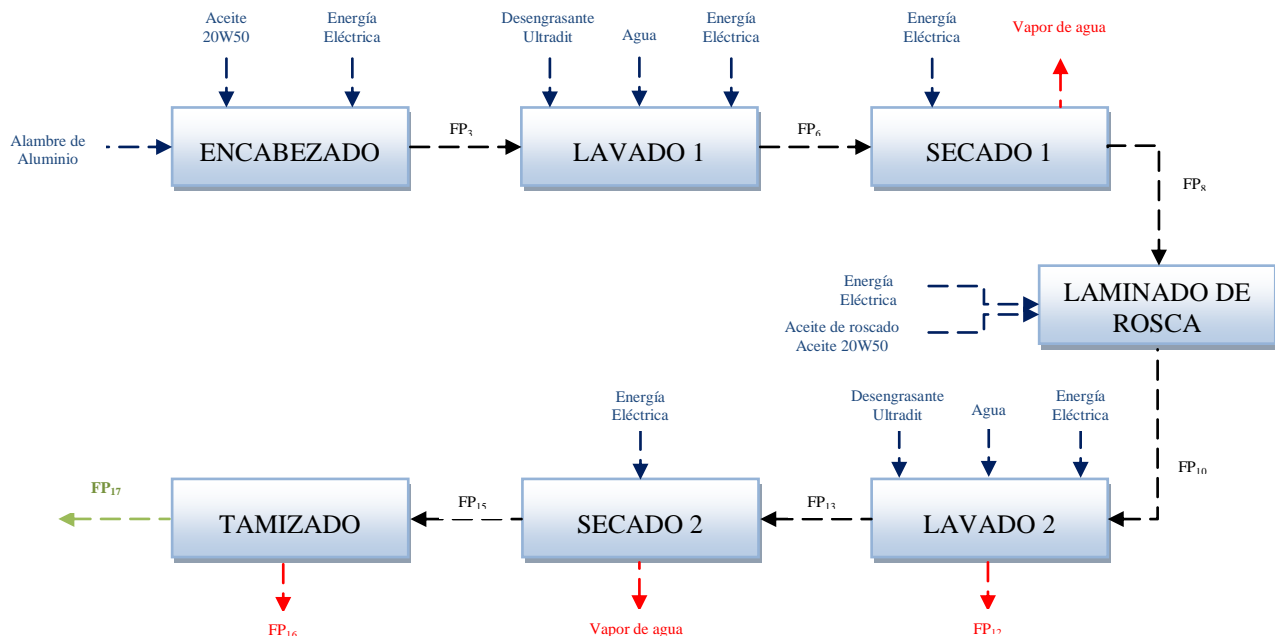 Aceite
20W50
Energía
Eléctrica
Desengrasante
Ultradit
Agua
Energía
Eléctrica
Energía
Eléctrica
Vapor de agua
Alambre de
Aluminio
ENCABEZADO
FP₃
LAVADO 1
FP₆
SECADO 1
FP₈
Energía
Eléctrica
Aceite de roscado
Aceite 20W50
LAMINADO DE
ROSCA
Energía
Eléctrica
Desengrasante
Ultradit
Agua
Energía
Eléctrica
FP₁₀
FP₁₇
TAMIZADO
FP₁₅
SECADO 2
FP₁₃
LAVADO 2
FP₁₆
Vapor de agua
FP₁₂